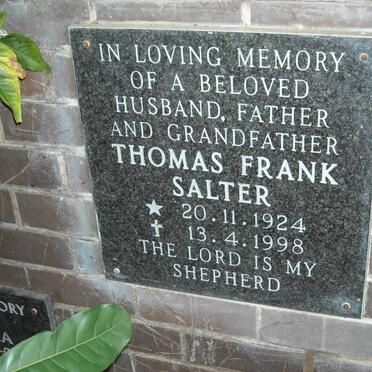 IN LOVING MEMORY
OF A BELOVED
HUSBAND, FATHER
AND GRANDFATHER
THOMAS FRANK
SALTER
20.11.1924
13.4.1998
THE LORD IS MY
SHEPHERD